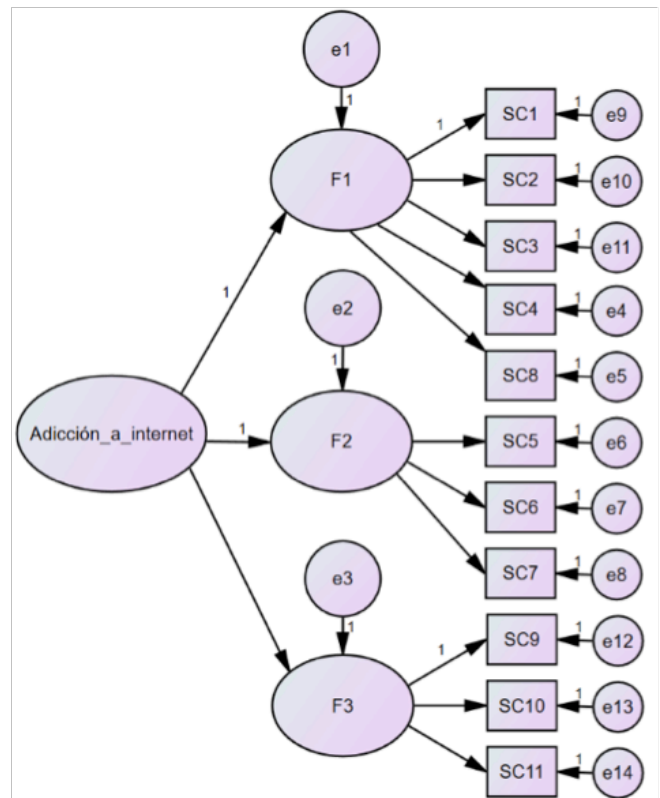 e1
1
SC1
1
e9
1
F1
SC2
1
e10
SC3
1
e11
1
e2
SC4
1
e4
1
SC8
1
e5
Adicción_a_internet
1
F2
SC5
1
e6
SC6
1
e7
e3
SC7
1
e8
1
1
SC9
1
e12
F3
SC10
1
e13
SC11
1
e14